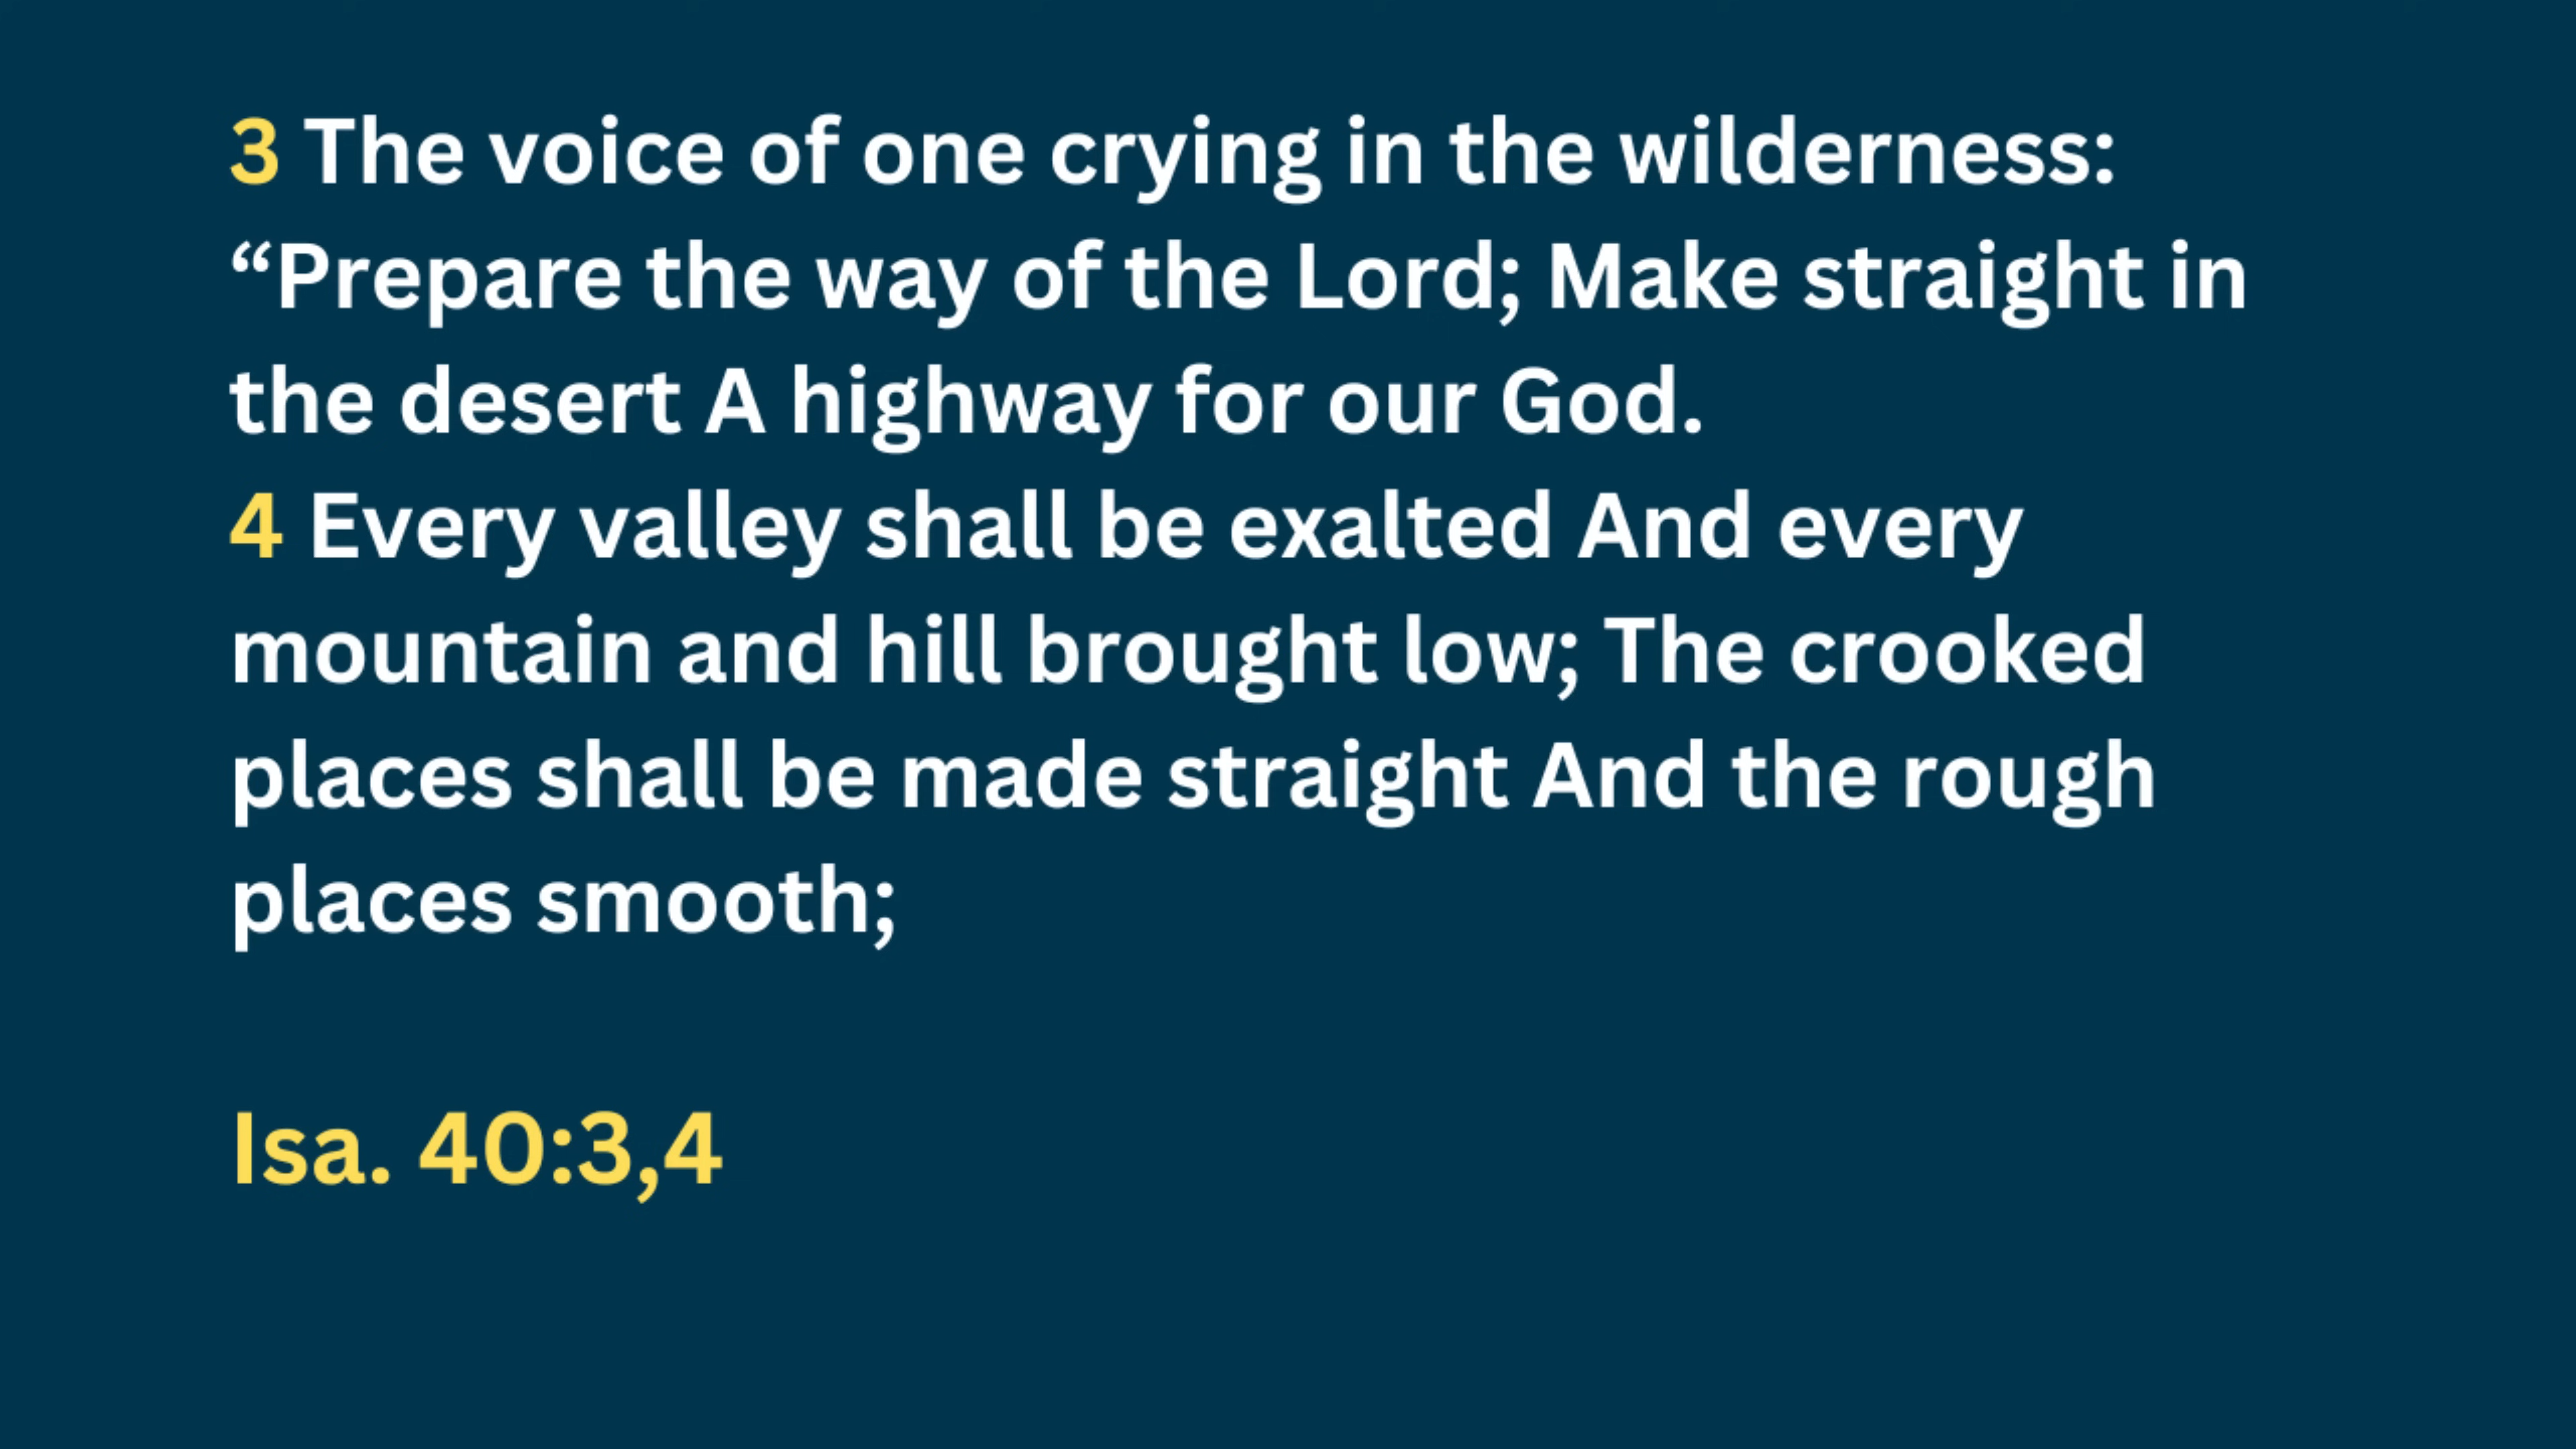 3 The voice of one crying in the wilderness:
“Prepare the way of the Lord; Make straight in
the desert A highway for our God.
4 Every valley shall be exalted And every
mountain and hill brought low; The crooked
places shall be made straight And the rough
places smooth;
Isa. 40:3,4